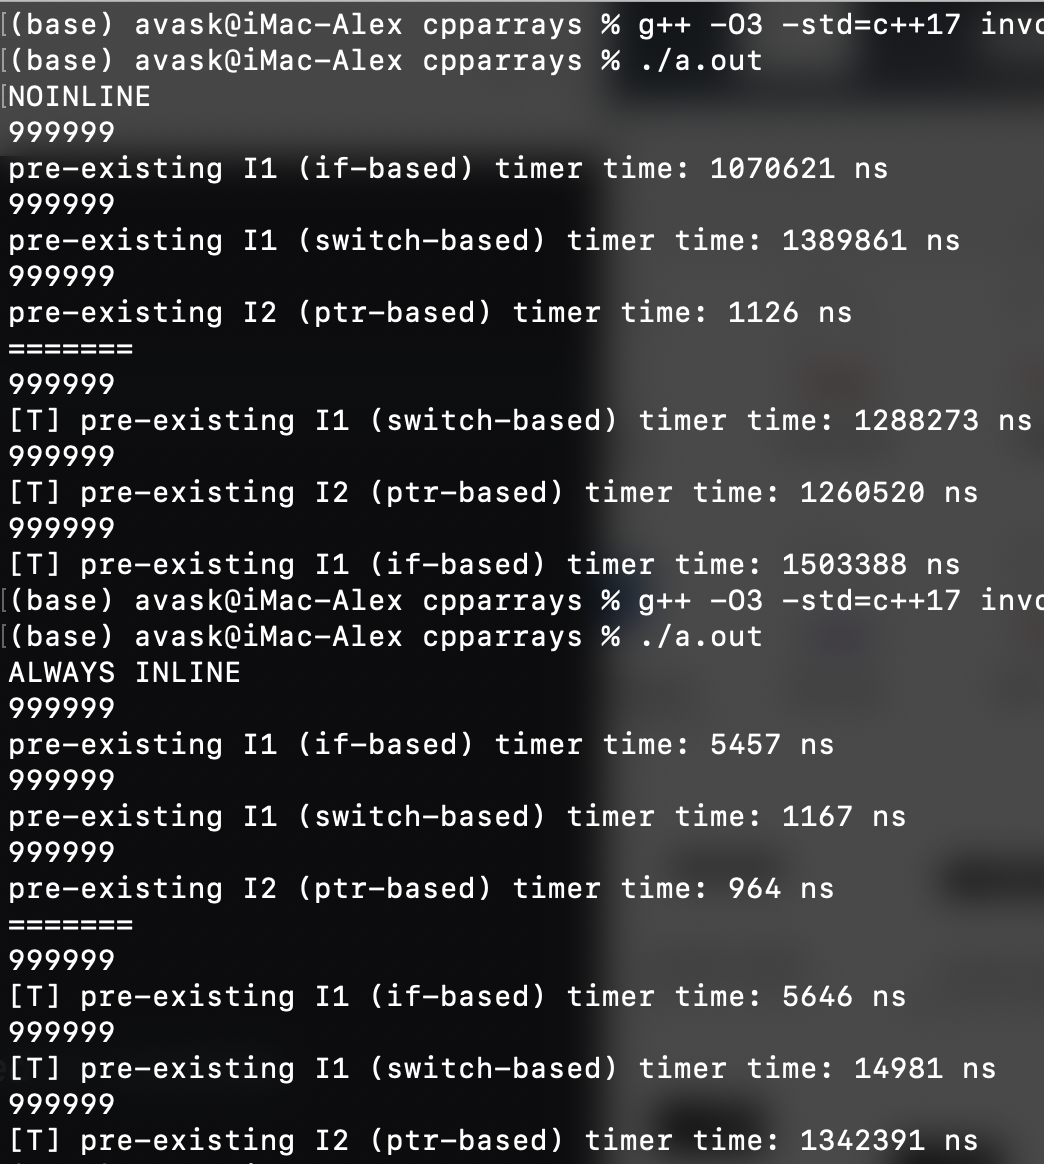 (base) avask@iMac-Alex cpparrays % g++ -O3 -std=c++17
(base) avask@iMac-Alex cpparrays % ./a.out
NOINLINE
999999
pre-existing I1 (if-based) timer time: 1070621 ns
999999
pre-existing I1 (switch-based) timer time: 1389861 ns
999999
pre-existing I2 (ptr-based) timer time: 1126 ns
=======
999999
[T] pre-existing I1 (switch-based) timer time: 1288273 ns
999999
[T] pre-existing I2 (ptr-based) timer time: 1260520 ns
999999
[T] pre-existing I1 (if-based) timer time: 1503388 ns
(base) avask@iMac-Alex cpparrays % g++ -O3 -std=c++17
(base) avask@iMac-Alex cpparrays % ./a.out
ALWAYS INLINE
999999
pre-existing I1 (if-based) timer time: 5457 ns
999999
pre-existing I1 (switch-based) timer time: 1167 ns
999999
pre-existing I2 (ptr-based) timer time: 964 ns
=======
999999
[T] pre-existing I1 (if-based) timer time: 5646 ns
999999
[T] pre-existing I1 (switch-based) timer time: 14981 ns
999999
[T] pre-existing I2 (ptr-based) timer time: 1342391 ns